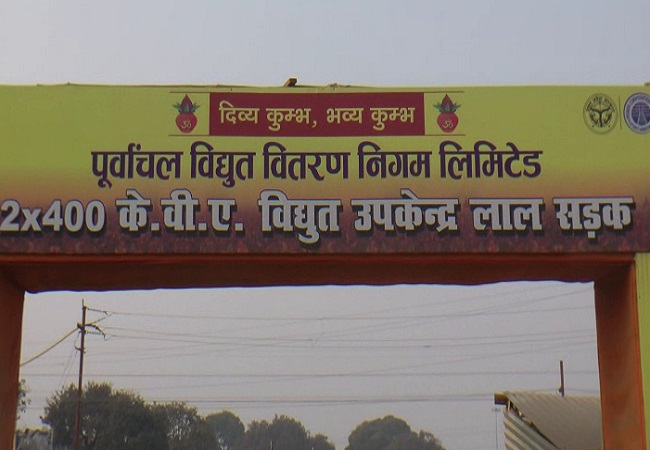 दिव्य कुम्भ, भव्य कुम्भ
पूर्वाचल विद्युत वितरण निगम लिमिटेड
2x400 के.वी.ए. विद्युत उपकेन्द्र लाल सड़क